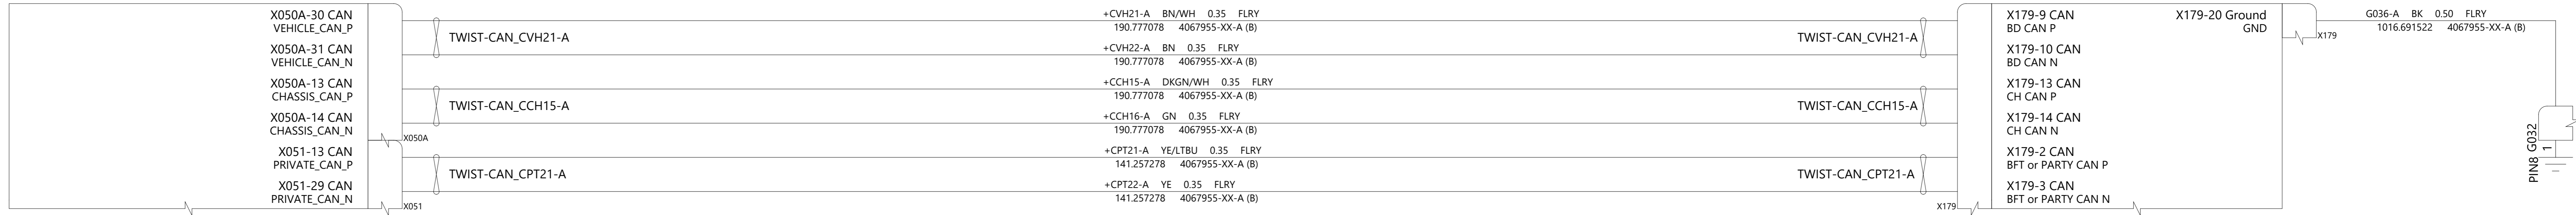 X050A-30 CAN
VEHICLE_CAN_P
X050A-31 CAN
VEHICLE_CAN_N
X050A-13 CAN
CHASSIS_CAN_P
X050A-14 CAN
CHASSIS_CAN_N
X051-13 CAN
PRIVATE_CAN_P
X051-29 CAN
PRIVATE_CAN_N
X050A
X051
TWIST-CAN_CVH21-A
TWIST-CAN_CCH15-A
TWIST-CAN_CPT21-A
+CVH21-A BN/WH 0.35 FLRY
190.777078 4067955-XX-A (B)
+CVH22-A BN 0.35 FLRY
190.777078 4067955-XX-A (B)
+CCH15-A DKGN/WH 0.35 FLRY
190.777078 4067955-XX-A (B)
+CCH16-A GN 0.35 FLRY
190.777078 4067955-XX-A (B)
+CPT21-A YE/LTBU 0.35 FLRY
141.257278 4067955-XX-A (B)
+CPT22-A YE 0.35 FLRY
141.257278 4067955-XX-A (B)
TWIST-CAN_CVH21-A
TWIST-CAN_CCH15-A
TWIST-CAN_CPT21-A
X179
X179-9 CAN
BD CAN P
X179-10 CAN
BD CAN N
X179-13 CAN
CH CAN P
X179-14 CAN
CH CAN N
X179-2 CAN
BFT or PARTY CAN P
X179-3 CAN
BFT or PARTY CAN N
X179-20 Ground
GND
X179
G036-A BK 0.50 FLRY
1016.691522 4067955-XX-A (B)
PIN8 G032
1